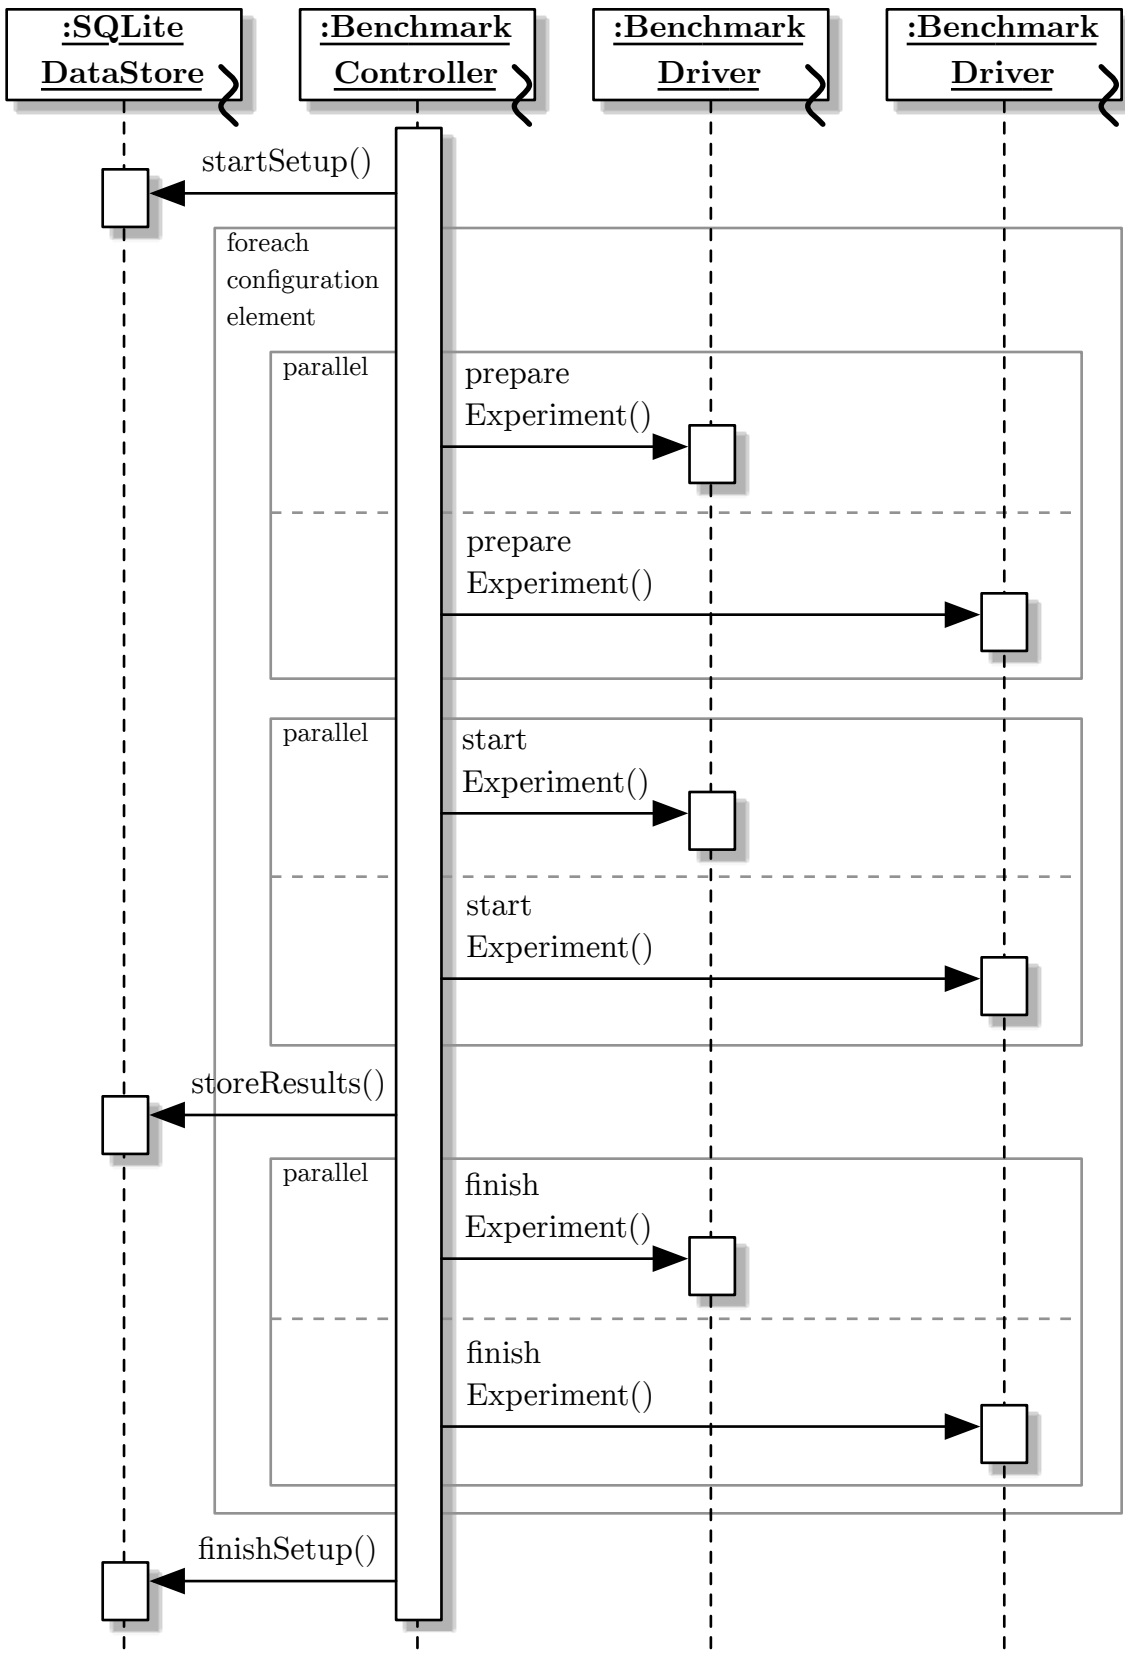 :SQLite
DataStore
:Benchmark
Controller
:Benchmark
Driver
:Benchmark
Driver
startSetup()
foreach
configuration
element
parallel
prepare
Experiment()
prepare
Experiment()
parallel
start
Experiment()
start
Experiment()
storeResults()
parallel
finish
Experiment()
finish
Experiment()
finishSetup()